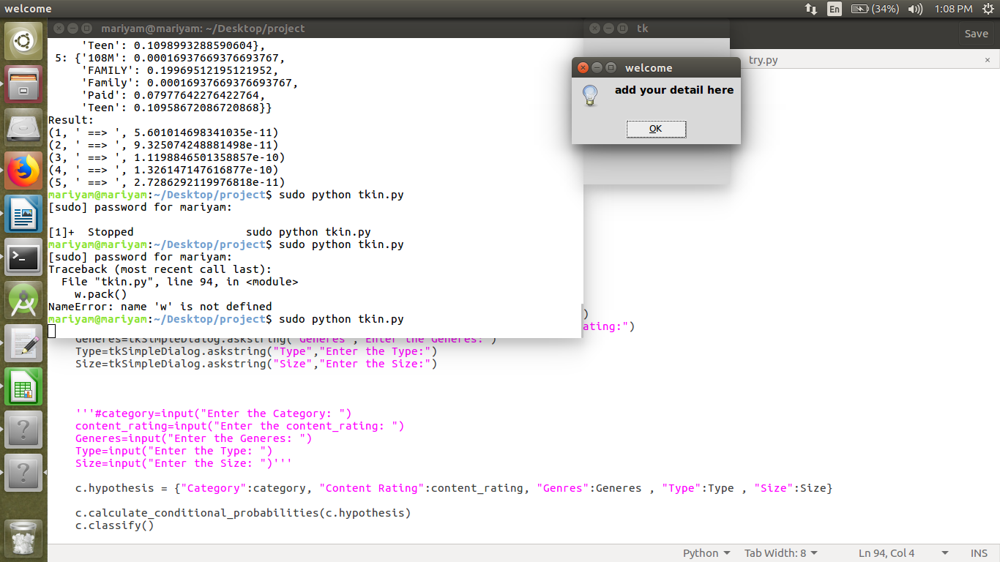 welcome
En
(34%)
1:08 PM
mariyam@mariyam: ~/Desktop/project
tk
Save
try.py
×
welcome
add your detail here
OK
'Teen': 0.1098993288590604},
5: {'108M': 0.00016937669376693767,
'FAMILY': 0.19969512195121952,
'Family': 0.00016937669376693767,
'Paid': 0.07977642276422764,
'Teen': 0.10958672086720868}}
Result:
(1, ' ==> ', 5.601014698341035e-11)
(2, ' ==> ', 9.325074248881498e-11)
(3, ' ==> ', 1.1198846501358857e-10)
(4, ' ==> ', 1.326147147616877e-10)
(5, ' ==> ', 2.7286292119976818e-11)
mariyam@mariyam:~/Desktop/project$ sudo python tkin.py
[sudo] password for mariyam:
[1]+  Stopped                 sudo python tkin.py
mariyam@mariyam:~/Desktop/project$ sudo python tkin.py
[sudo] password for mariyam:
Traceback (most recent call last):
File "tkin.py", line 94, in <module>
w.pack()
NameError: name 'w' is not defined
mariyam@mariyam:~/Desktop/project$ sudo python tkin.py
)
ating:")
Generes=tkSimpleDialog.askstring("Generes","Enter the Generes:")
Type=tkSimpleDialog.askstring("Type","Enter the Type:")
Size=tkSimpleDialog.askstring("Size","Enter the Size:")
'''#category=input("Enter the Category: ")
content_rating=input("Enter the content_rating: ")
Generes=input("Enter the Generes: ")
Type=input("Enter the Type: ")
Size=input("Enter the Size: ")'''
c.hypothesis = {"Category":category, "Content Rating":content_rating, "Genres":Generes , "Type":Type , "Size":Size}
c.calculate_conditional_probabilities(c.hypothesis)
c.classify()
Python
Tab Width: 8
Ln 94, Col 4
INS